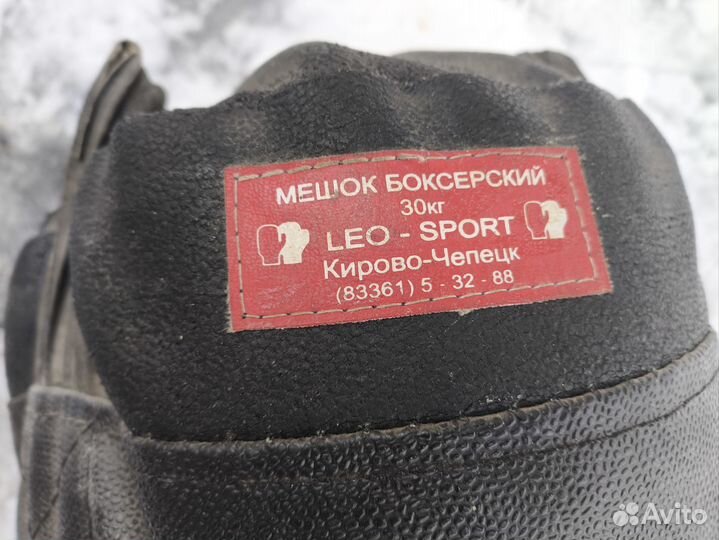 МЕШОК БОКСЕРСКИЙ
30кг
LEO - SPORT
Кирово-Чепецк
(83361) 5 - 32 - 88
Avito